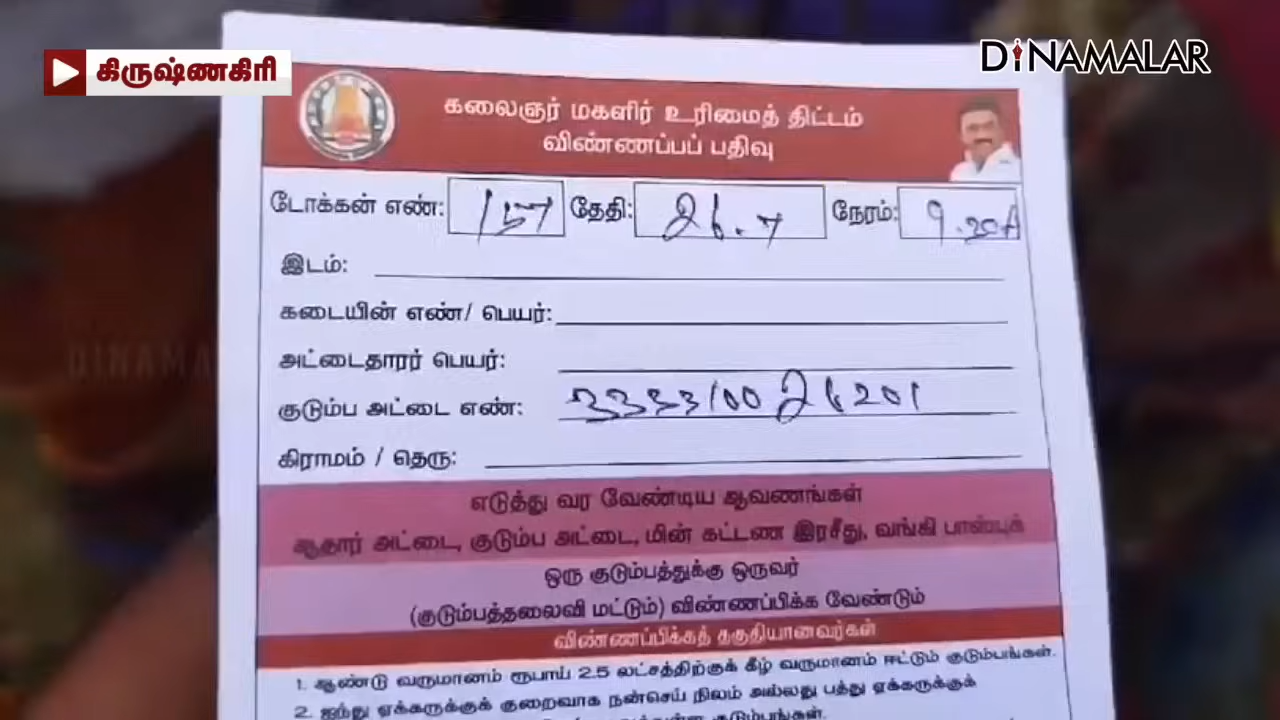 கிருஷ்ணகிரி
DINAMALAR
கலைஞர் மகளிர் உரிமைத் திட்டம்
விண்ணப்பப் பதிவு
டோக்கன் எண்: 157 தேதி: 26.7 நேரம்: 9.30A
இடம்:
கடையின் எண்/ பெயர்:
அட்டைதாரர் பெயர்:
குடும்ப அட்டை எண்: 333310026201
கிராமம் / தெரு:
எடுத்து வர வேண்டிய ஆவணங்கள்
ஆதார் அட்டை, குடும்ப அட்டை, மின் கட்டண இரசீது, வங்கி பாஸ்புக்
ஒரு குடும்பத்துக்கு ஒருவர்
(குடும்பத்தலைவி மட்டும்) விண்ணப்பிக்க வேண்டும்
விண்ணப்பிக்கத் தகுதியானவர்கள்
1. ஆண்டு வருமானம் ரூபாய் 2.5 லட்சத்திற்குக் கீழ் வருமானம் ஈட்டும் குடும்பங்கள்.
2. ஐந்து ஏக்கருக்குக் குறைவாக நன்செய் நிலம் அல்லது பத்து ஏக்கருக்குக்
குடும்பங்கள்.